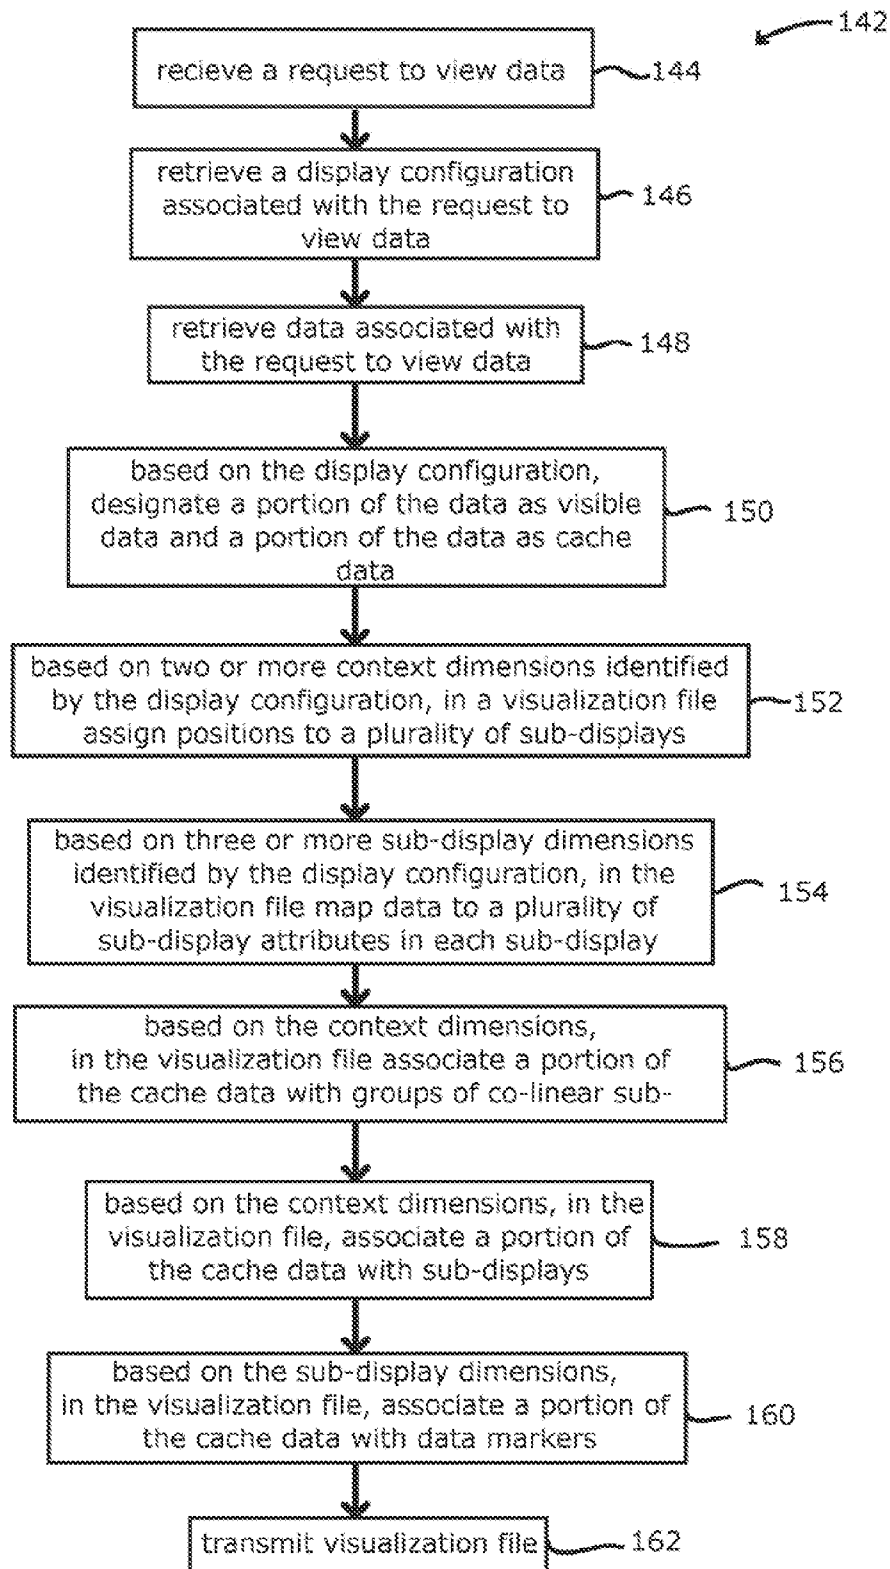 142
recieve a request to view data
144
retrieve a display configuration
associated with the request to
view data
146
retrieve data associated with
the request to view data
148
based on the display configuration,
designate a portion of the data as visible
data and a portion of the data as cache
data
150
based on two or more context dimensions identified
by the display configuration, in a visualization file
assign positions to a plurality of sub-displays
152
based on three or more sub-display dimensions
identified by the display configuration, in the
visualization file map data to a plurality of
sub-display attributes in each sub-display
154
based on the context dimensions,
in the visualization file associate a portion of
the cache data with groups of co-linear sub-
156
based on the context dimensions, in the
visualization file, associate a portion of
the cache data with sub-displays
158
based on the sub-display dimensions,
in the visualization file, associate a portion of
the cache data with data markers
160
transmit visualization file
162